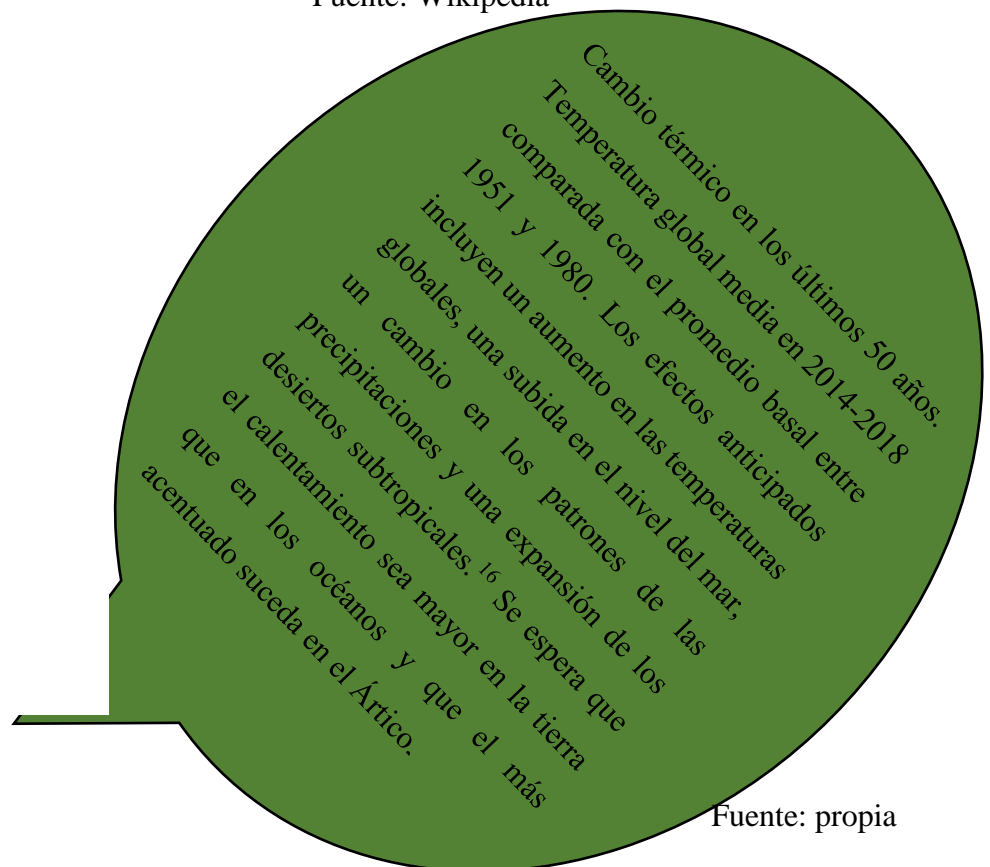 Fuente: Wikipedia
Cambio térmico en los últimos 50 años.
Temperatura global media en 2014-2018
comparada con el promedio basal entre
1951 y 1980. Los efectos anticipados
incluyen un aumento en las temperaturas
globales, una subida en el nivel del mar,
un cambio en los patrones de las
precipitaciones y una expansión de los
desiertos subtropicales. 16 Se espera que
el calentamiento sea mayor en la tierra
que en los océanos y que el más
acentuado suceda en el Ártico.
Fuente: propia